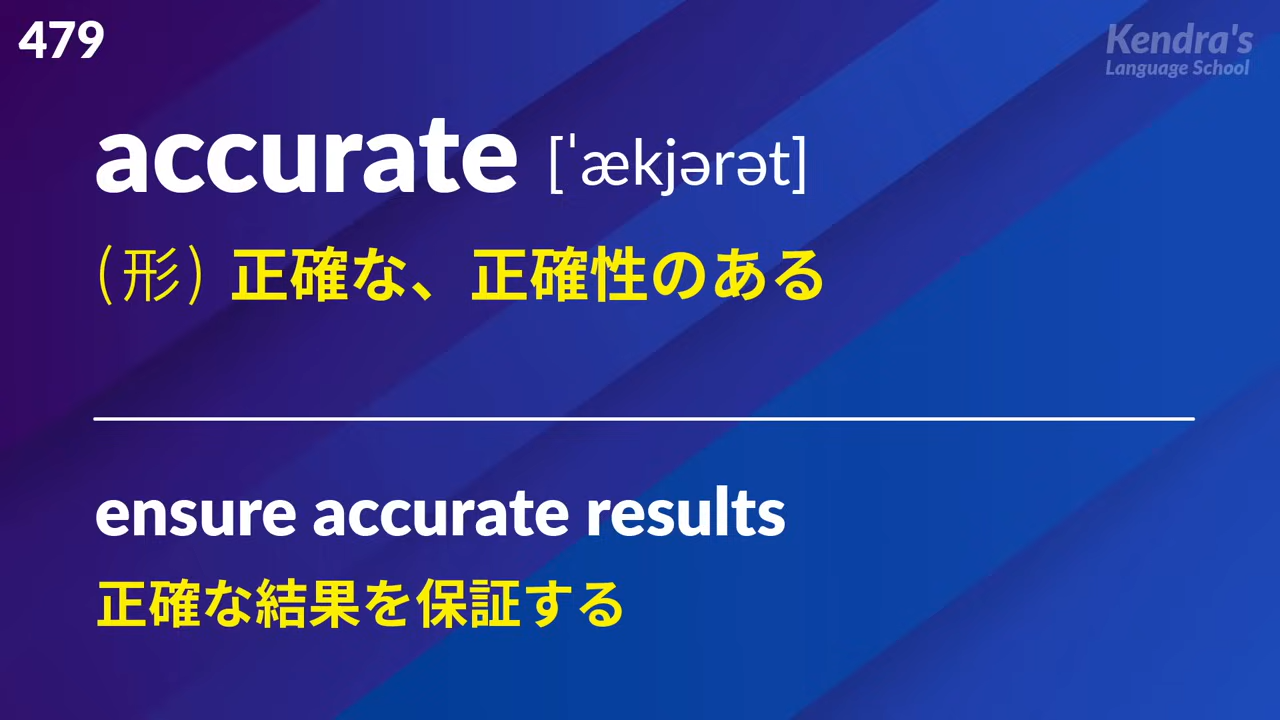 479
Kendra's
Language School
accurate [ˈækjərət]
(形) 正確な、正確性のある
ensure accurate results
正確な結果を保証する